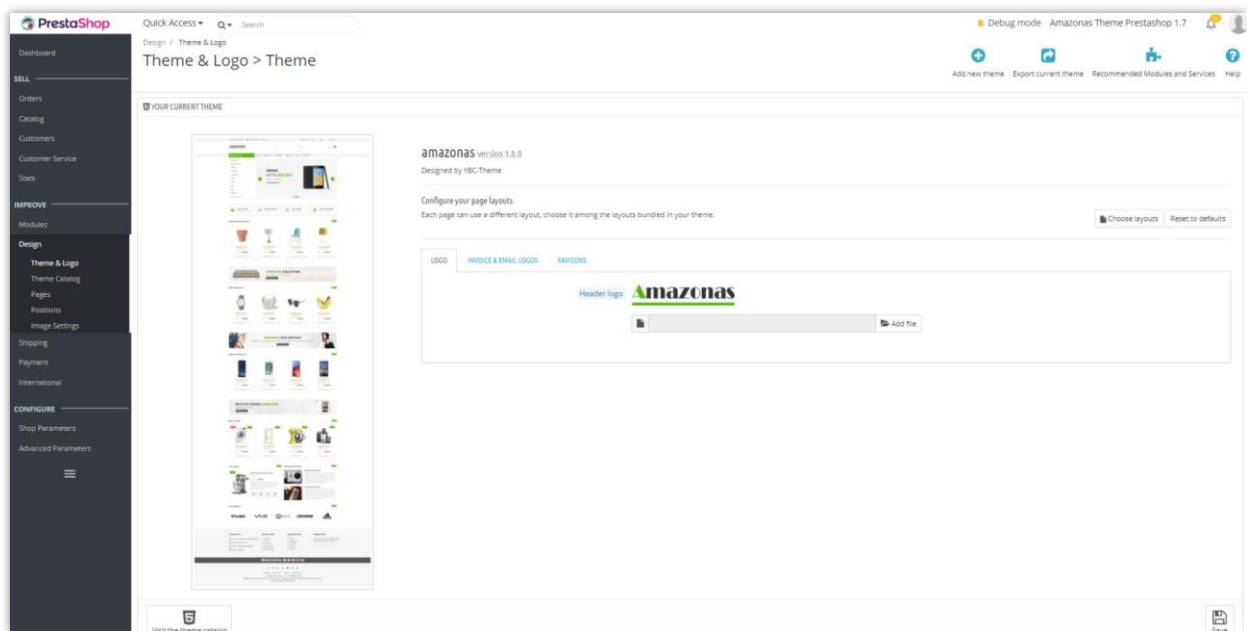 PrestaShop
Quick Access
Search
Debug mode Amazonas Theme Prestashop 1.7
Design / Theme & Logo
Theme & Logo > Theme
Add new theme Export current theme Recommended Modules and Services Help
Dashboard
SELL
Orders
Catalog
Customers
Customer Service
Stats
IMPROVE
Modules
Design
Theme & Logo
Theme Catalog
Pages
Positions
Image Settings
Shipping
Payment
International
CONFIGURE
Shop Parameters
Advanced Parameters
YOUR CURRENT THEME
amazonas version 1.0.0
Designed by YBC-Theme
Configure your page layouts
Each page can use a different layout, choose it among the layouts bundled in your theme.
Choose layouts Reset to defaults
LOGO INVOICE & EMAIL LOGOS FAVICONS
Header logo Amazonas
Add file
Visit the theme catalog
Save